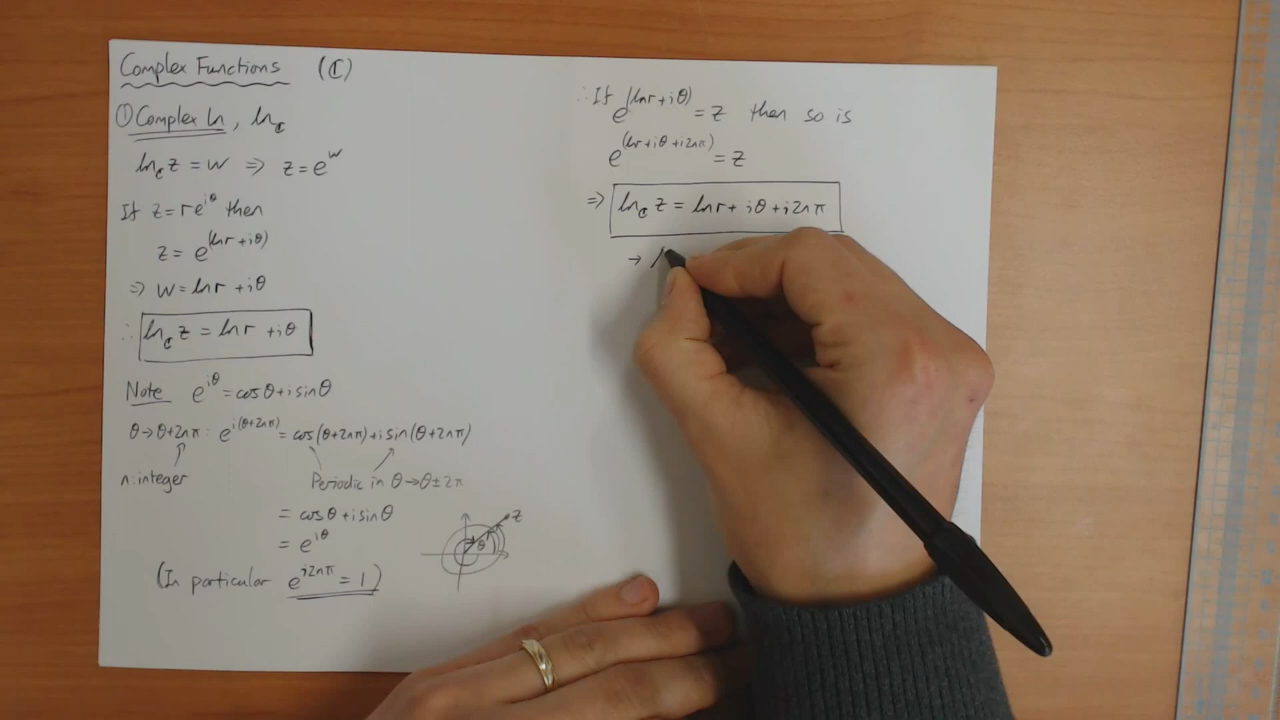 Complex Functions (ℂ)
① Complex ln, ln_ℂ
ln_ℂ z = w ⇒ z = e^w
If z = re^{iθ} then
z = e^{(ln r + iθ)}
⇒ w = ln r + iθ
∴ ln_ℂ z = ln r + iθ
Note e^{iθ} = cos θ + i sin θ
θ → θ+2nπ : e^{i(θ+2nπ)} = cos(θ+2nπ) + i sin(θ+2nπ)
n: integer
Periodic in θ → θ ± 2π
= cos θ + i sin θ
= e^{iθ}
(In particular e^{i2nπ} = 1)
z
θ
∴ If e^{(ln r + iθ)} = z then so is
e^{(ln r + iθ + i2nπ)} = z
⇒ ln_ℂ z = ln r + iθ + i2nπ
→